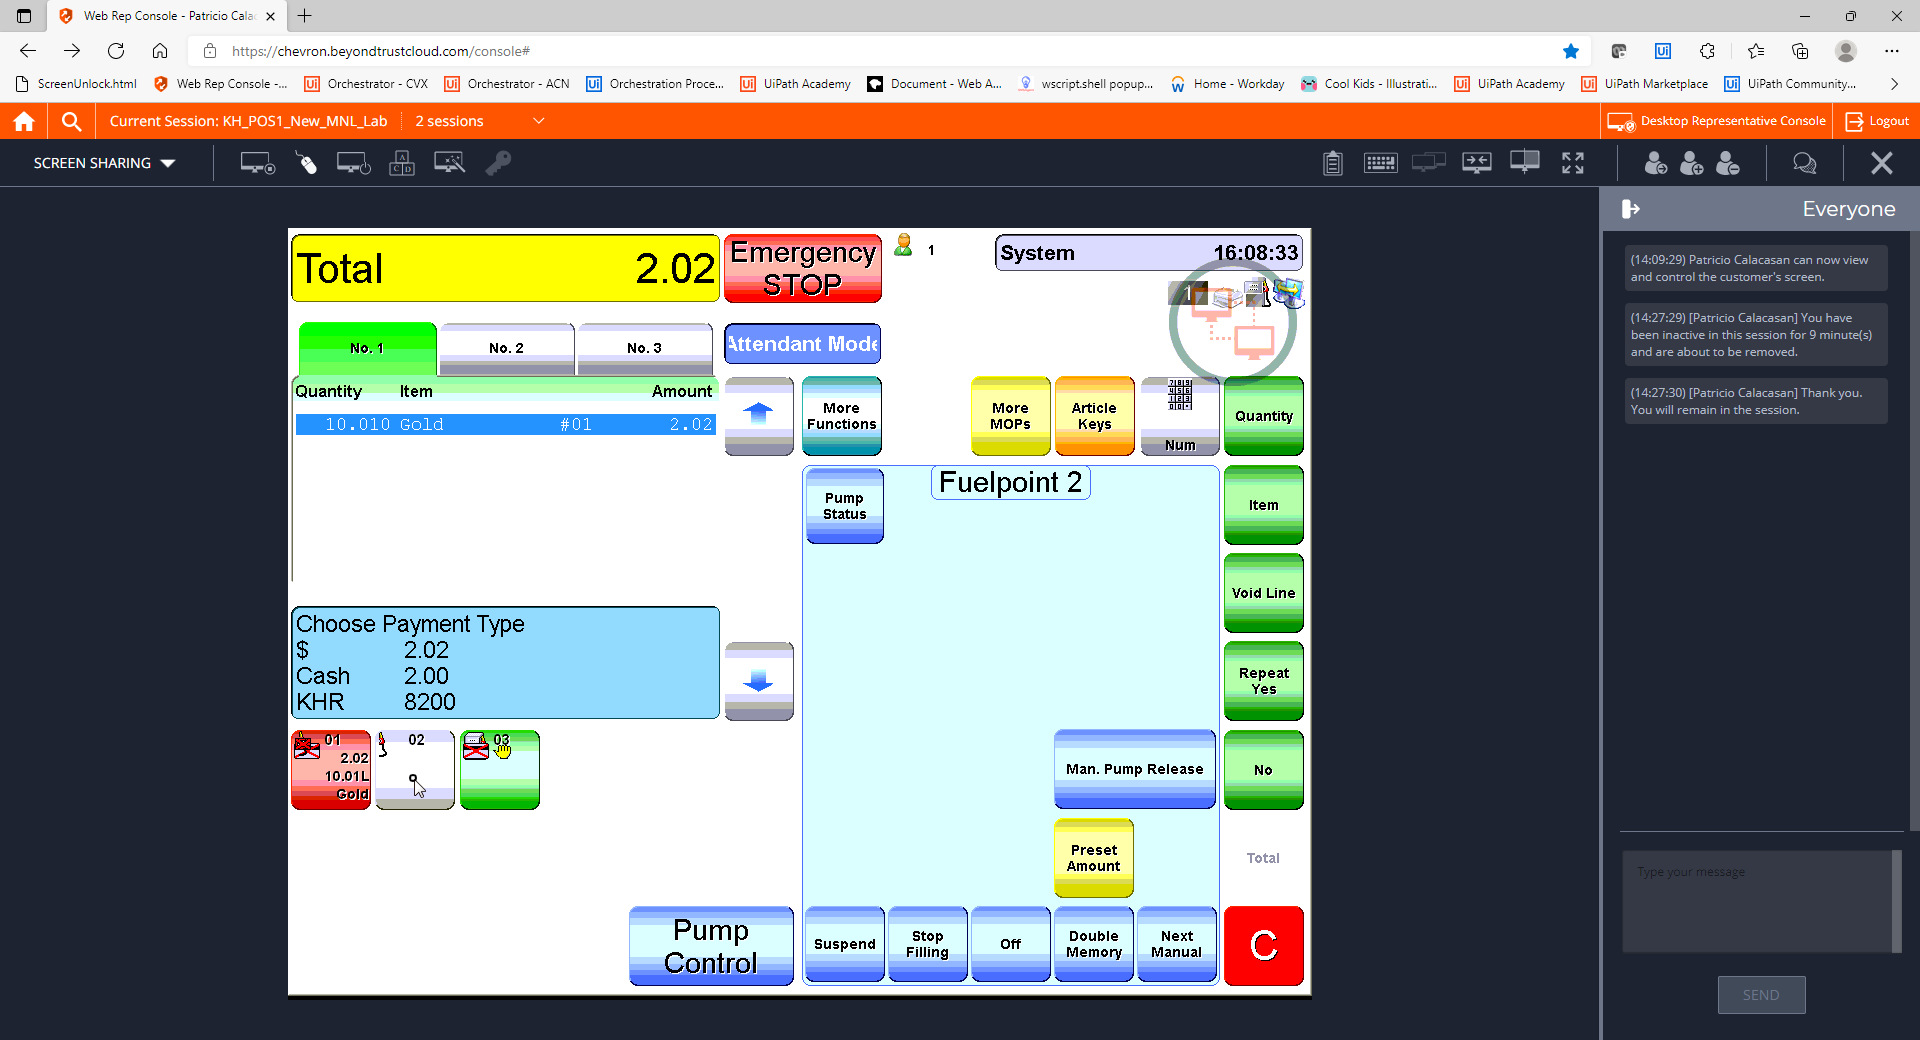 Web Rep Console - Patricio Cala
https://chevron.beyondtrustcloud.com/console#
ScreenUnlock.html
Web Rep Console -...
Orchestrator - CVX
Orchestrator - ACN
Orchestration Proce...
UiPath Academy
Document - Web A...
wscript.shell popup...
Home - Workday
Cool Kids - Illustrati...
UiPath Academy
UiPath Marketplace
UiPath Community...
Current Session: KH_POS1_New_MNL_Lab
2 sessions
Desktop Representative Console
Logout
SCREEN SHARING
Everyone
(14:09:29) Patricio Calacasan can now view
and control the customer's screen.
(14:27:29) [Patricio Calacasan] You have
been inactive in this session for 9 minute(s)
and are about to be removed.
(14:27:30) [Patricio Calacasan] Thank you.
You will remain in the session.
Type your message
SEND
Total 2.02
Emergency
STOP
1
System 16:08:33
1
No. 1
No. 2
No. 3
Attendant Mode
Quantity Item Amount
10.010 Gold #01 2.02
More
Functions
More
MOPs
Article
Keys
Num
Quantity
Pump
Status
Fuelpoint 2
Item
Void Line
Repeat
Yes
No
Total
C
Choose Payment Type
$ 2.02
Cash 2.00
KHR 8200
01
2.02
10.01L
Gold
02
03
Man. Pump Release
Preset
Amount
Pump
Control
Suspend
Stop
Filling
Off
Double
Memory
Next
Manual